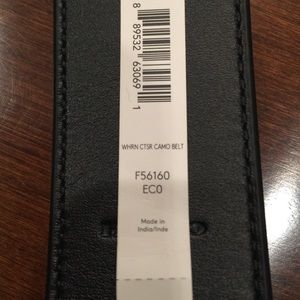 8 89532 63069 1
WHRN CTSR CAMO BELT
F56160
EC0
Made in
India/Inde